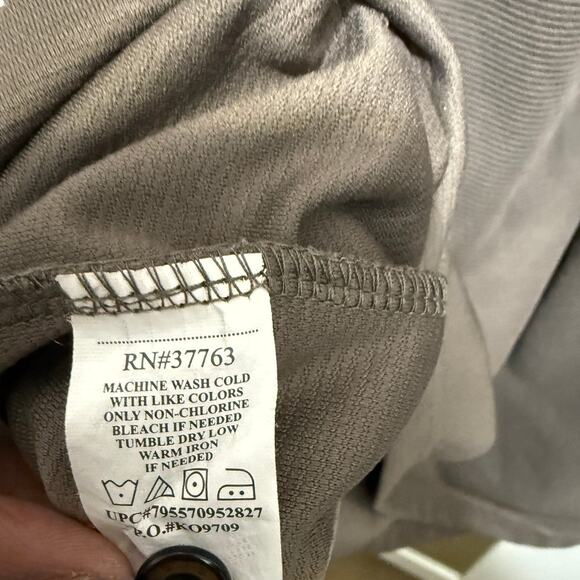 RN#37763
MACHINE WASH COLD
WITH LIKE COLORS
ONLY NON-CHLORINE
BLEACH IF NEEDED
TUMBLE DRY LOW
WARM IRON
IF NEEDED
UPC#795570952827
P.O.#KO9709